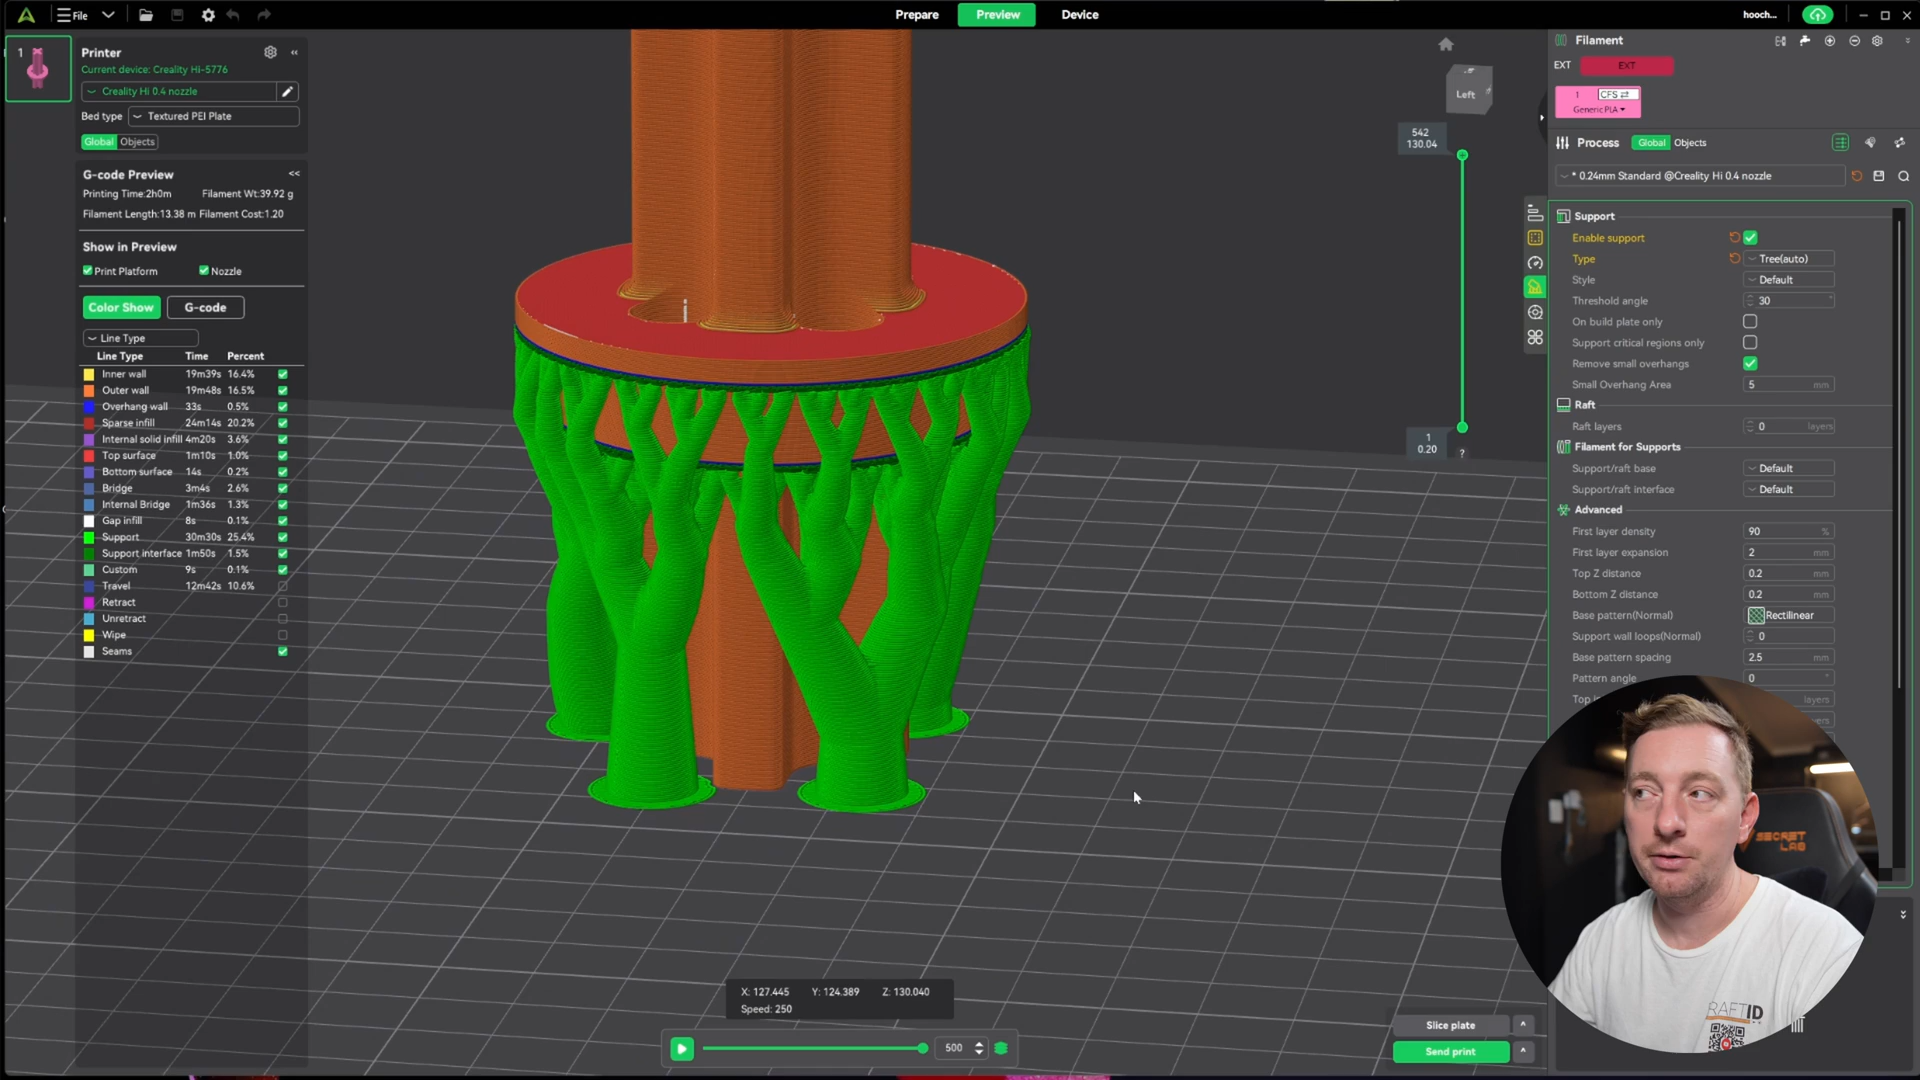 File
Prepare
Preview
Device
hooch...
1
Printer
Current device: Creality Hi-5776
Creality Hi 0.4 nozzle
Bed type
Textured PEI Plate
Global
Objects
G-code Preview
<<
Printing Time:2h0m
Filament Wt:39.92 g
Filament Length:13.38 m
Filament Cost:1.20
Show in Preview
Print Platform
Nozzle
Color Show
G-code
Line Type
Line Type Time Percent
Inner wall 19m39s 16.4%
Outer wall 19m48s 16.5%
Overhang wall 33s 0.5%
Sparse infill 24m14s 20.2%
Internal solid infill 4m20s 3.6%
Top surface 1m10s 1.0%
Bottom surface 14s 0.2%
Bridge 3m4s 2.6%
Internal Bridge 1m36s 1.3%
Gap infill 8s 0.1%
Support 30m30s 25.4%
Support interface 1m50s 1.5%
Custom 9s 0.1%
Travel 12m42s 10.6%
Retract
Unretract
Wipe
Seams
Left
542
130.04
1
0.20
?
X: 127.445 Y: 124.389 Z: 130.040
Speed: 250
500
Slice plate
Send print
Filament
EXT
EXT
1 CFS
Generic PLA
Process
Global
Objects
* 0.24mm Standard @Creality Hi 0.4 nozzle
Support
Enable support
Type Tree(auto)
Style Default
Threshold angle 30 °
On build plate only
Support critical regions only
Remove small overhangs
Small Overhang Area 5 mm
Raft
Raft layers 0 layers
Filament for Supports
Support/raft base Default
Support/raft interface Default
Advanced
First layer density 90 %
First layer expansion 2 mm
Top Z distance 0.2 mm
Bottom Z distance 0.2 mm
Base pattern(Normal) Rectilinear
Support wall loops(Normal) 0
Base pattern spacing 2.5 mm
Pattern angle 0 °
Top layers
SECRET
LAB
RAFTID